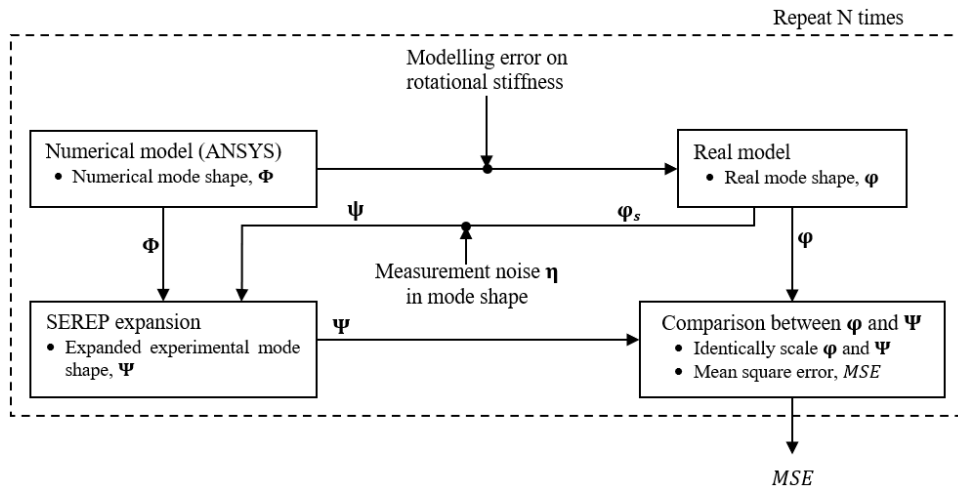 Repeat N times
Modelling error on
rotational stiffness
Numerical model (ANSYS)
• Numerical mode shape, Φ
Real model
• Real mode shape, φ
ψ
φₛ
Φ
φ
Measurement noise η
in mode shape
SEREP expansion
• Expanded experimental mode
shape, Ψ
Ψ
Comparison between φ and Ψ
• Identically scale φ and Ψ
• Mean square error, MSE
MSE